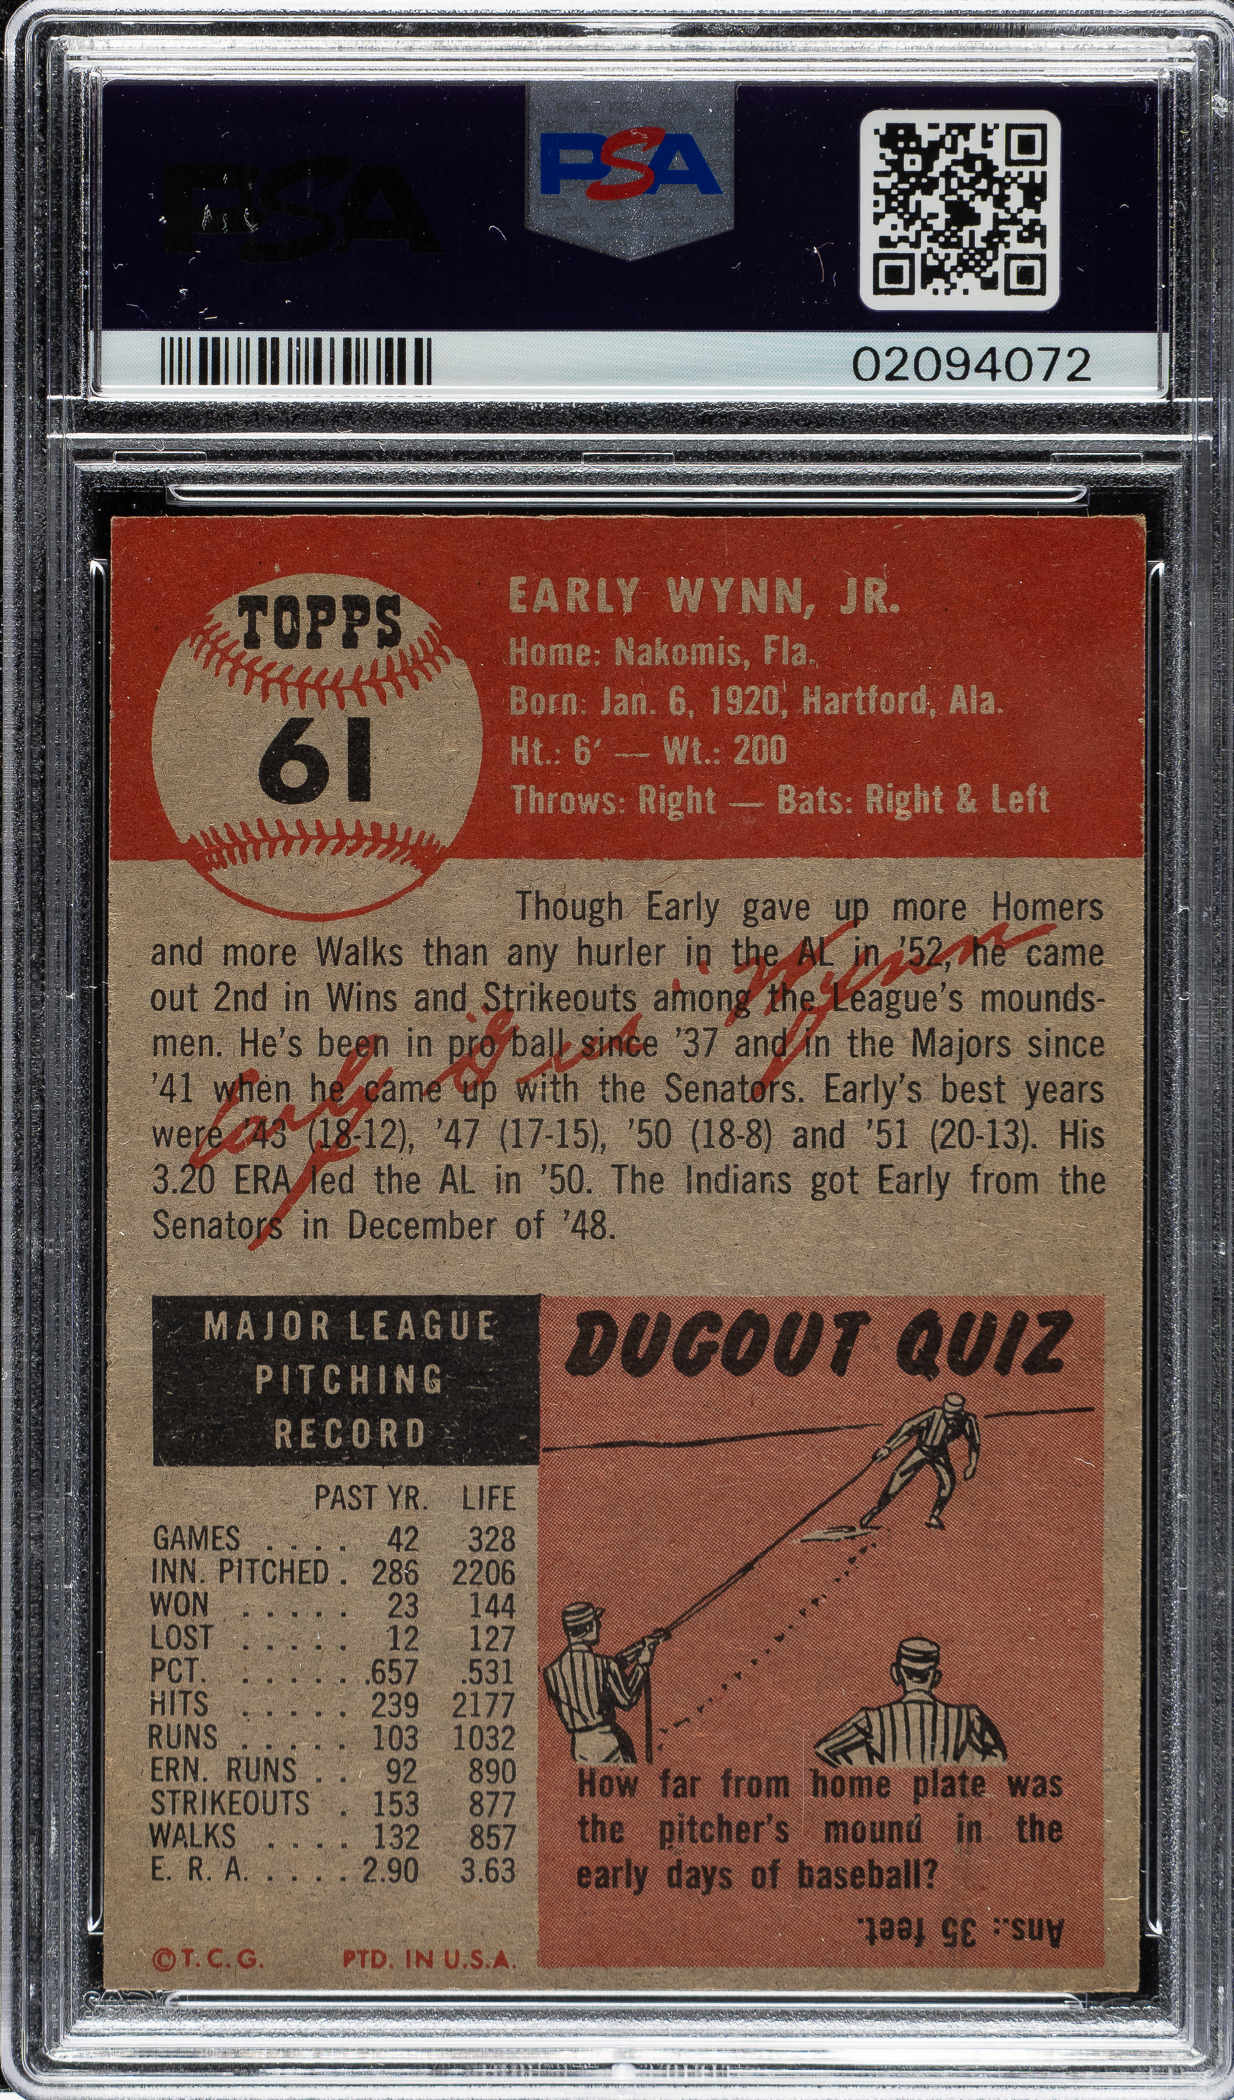 PSA
PSA
02094072
TOPPS
61
EARLY WYNN, JR.
Home: Nakomis, Fla.
Born: Jan. 6, 1920, Hartford, Ala.
Ht.: 6' — Wt.: 200
Throws: Right — Bats: Right & Left
Though Early gave up more Homers
and more Walks than any hurler in the AL in '52, he came
out 2nd in Wins and Strikeouts among the League's mounds-
men. He's been in pro ball since '37 and in the Majors since
'41 when he came up with the Senators. Early's best years
were '43 (18-12), '47 (17-15), '50 (18-8) and '51 (20-13). His
3.20 ERA led the AL in '50. The Indians got Early from the
Senators in December of '48.
Early "Gus" Wynn
MAJOR LEAGUE
PITCHING
RECORD
PAST YR. LIFE
GAMES . . . . 42 328
INN. PITCHED . 286 2206
WON . . . . . 23 144
LOST . . . . . 12 127
PCT. . . . . . .657 .531
HITS . . . . . 239 2177
RUNS . . . . . 103 1032
ERN. RUNS . . 92 890
STRIKEOUTS . 153 877
WALKS . . . . 132 857
E. R. A. . . . . 2.90 3.63
© T. C. G. PTD. IN U.S.A.
DUGOUT QUIZ
How far from home plate was
the pitcher's mound in the
early days of baseball?
Ans.: 35 feet.